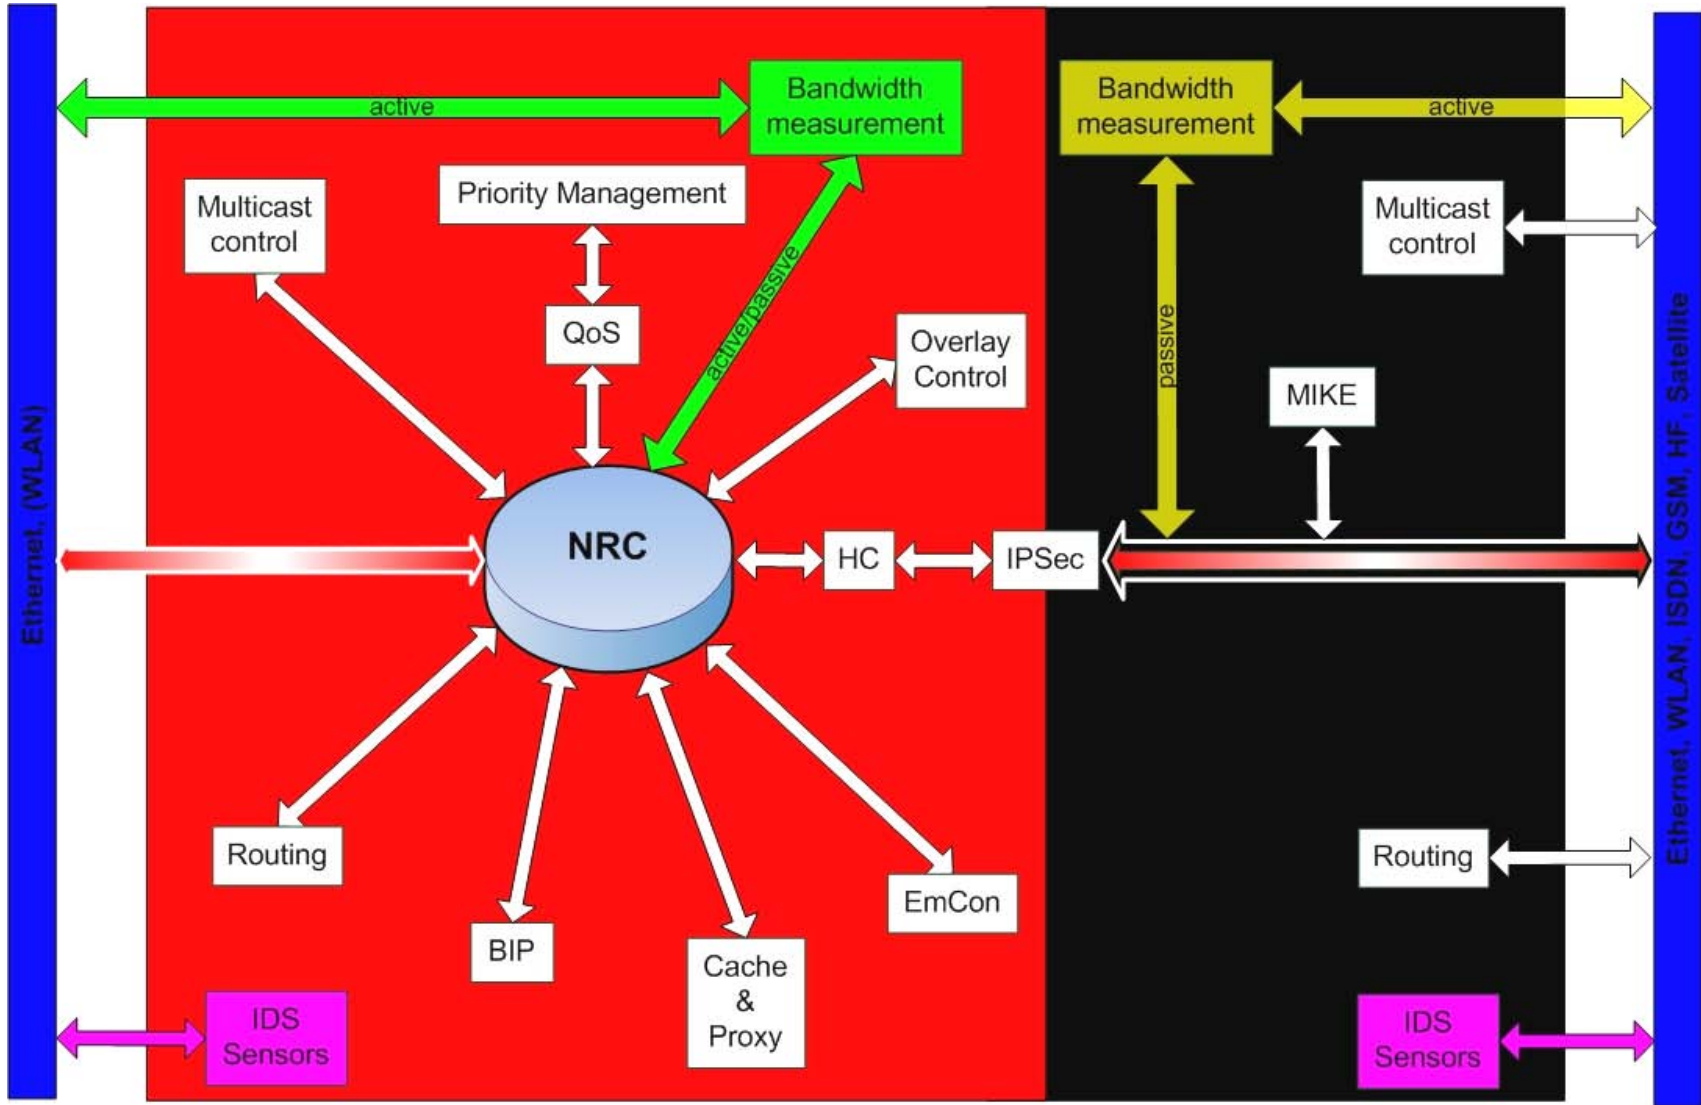 Bandwidth
measurement
Bandwidth
measurement
active
active
Multicast
control
Priority Management
Multicast
control
QoS
active/passive
Overlay
Control
passive
MIKE
Ethernet, (WLAN)
NRC
HC
IPSec
Ethernet, WLAN, ISDN, GSM, HF, Satellite
Routing
Routing
EmCon
BIP
Cache
&
Proxy
IDS
Sensors
IDS
Sensors